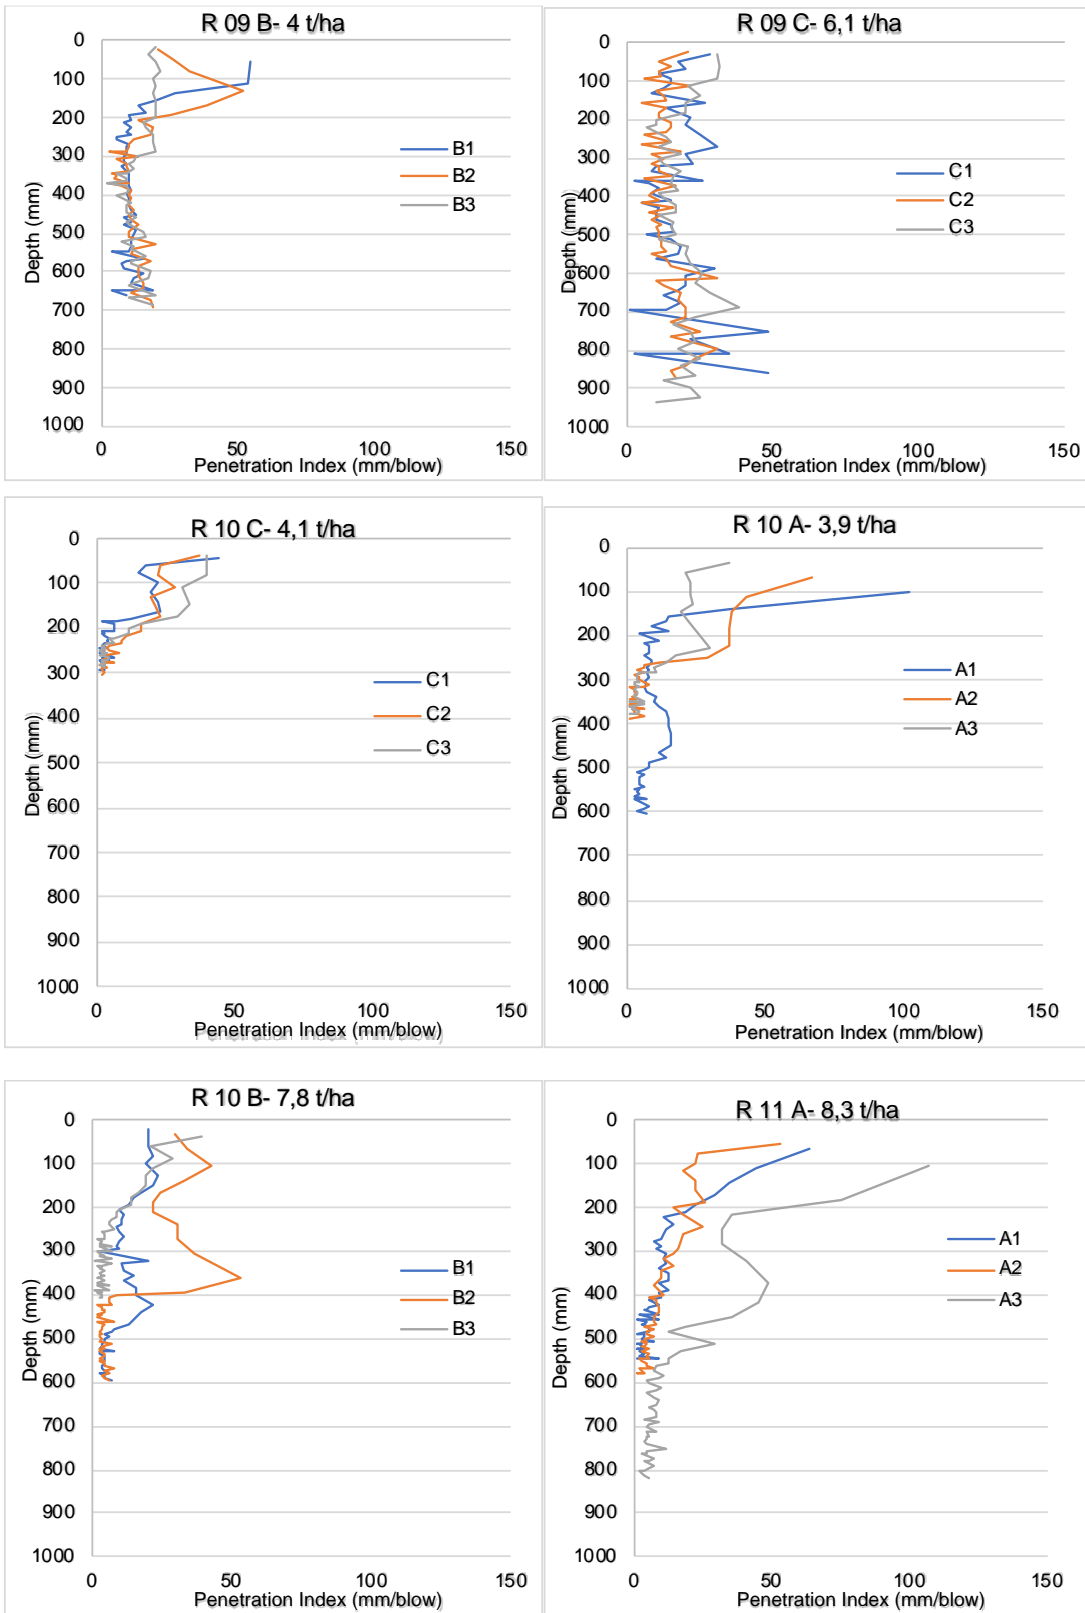 R 09 B- 4 t/ha
0
100
200
300
400
500
600
700
800
900
1000
Depth (mm)
B1
B2
B3
0 50 100 150
Penetration Index (mm/blow)
R 09 C- 6,1 t/ha
0
100
200
300
400
500
600
700
800
900
1000
Depth (mm)
C1
C2
C3
0 50 100 150
Penetration Index (mm/blow)
R 10 C- 4,1 t/ha
0
100
200
300
400
500
600
700
800
900
1000
Depth (mm)
C1
C2
C3
0 50 100 150
Penetration Index (mm/blow)
R 10 A- 3,9 t/ha
0
100
200
300
400
500
600
700
800
900
1000
Depth (mm)
A1
A2
A3
0 50 100 150
Penetration Index (mm/blow)
R 10 B- 7,8 t/ha
0
100
200
300
400
500
600
700
800
900
1000
Depth (mm)
B1
B2
B3
0 50 100 150
Penetration Index (mm/blow)
R 11 A- 8,3 t/ha
0
100
200
300
400
500
600
700
800
900
1000
Depth (mm)
A1
A2
A3
0 50 100 150
Penetration Index (mm/blow)